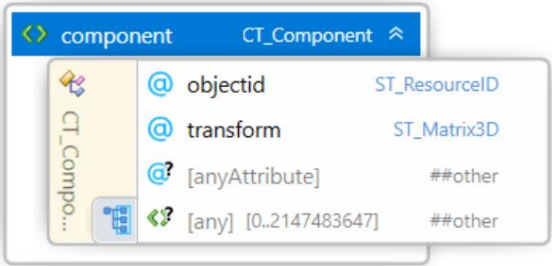 component CT_Component
objectid ST_ResourceID
transform ST_Matrix3D
[anyAttribute] ##other
[any] [0..2147483647] ##other
CT_Compo...